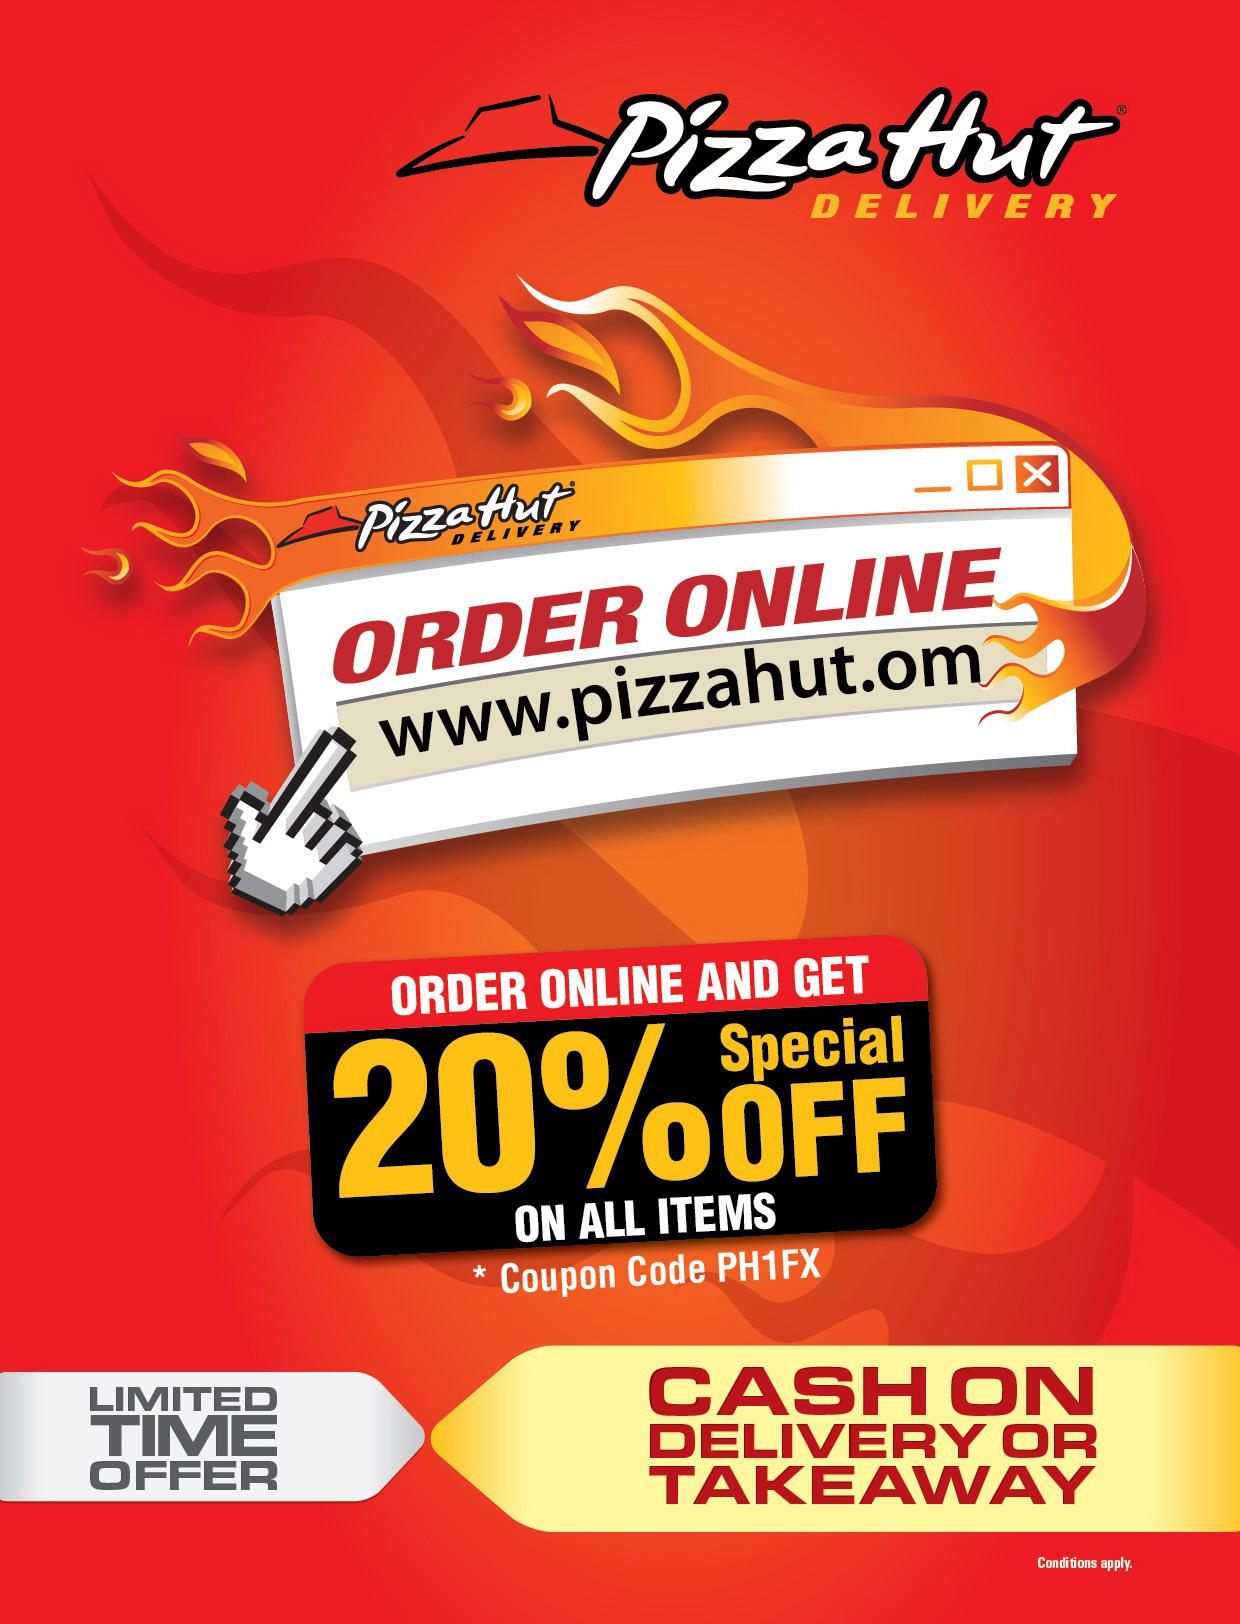 Pizza Hut®
DELIVERY
Pizza Hut®
DELIVERY
ORDER ONLINE
www.pizzahut.om
ORDER ONLINE AND GET
20% Special OFF
ON ALL ITEMS
* Coupon Code PH1FX
LIMITED
TIME
OFFER
CASH ON
DELIVERY OR
TAKEAWAY
Conditions apply.